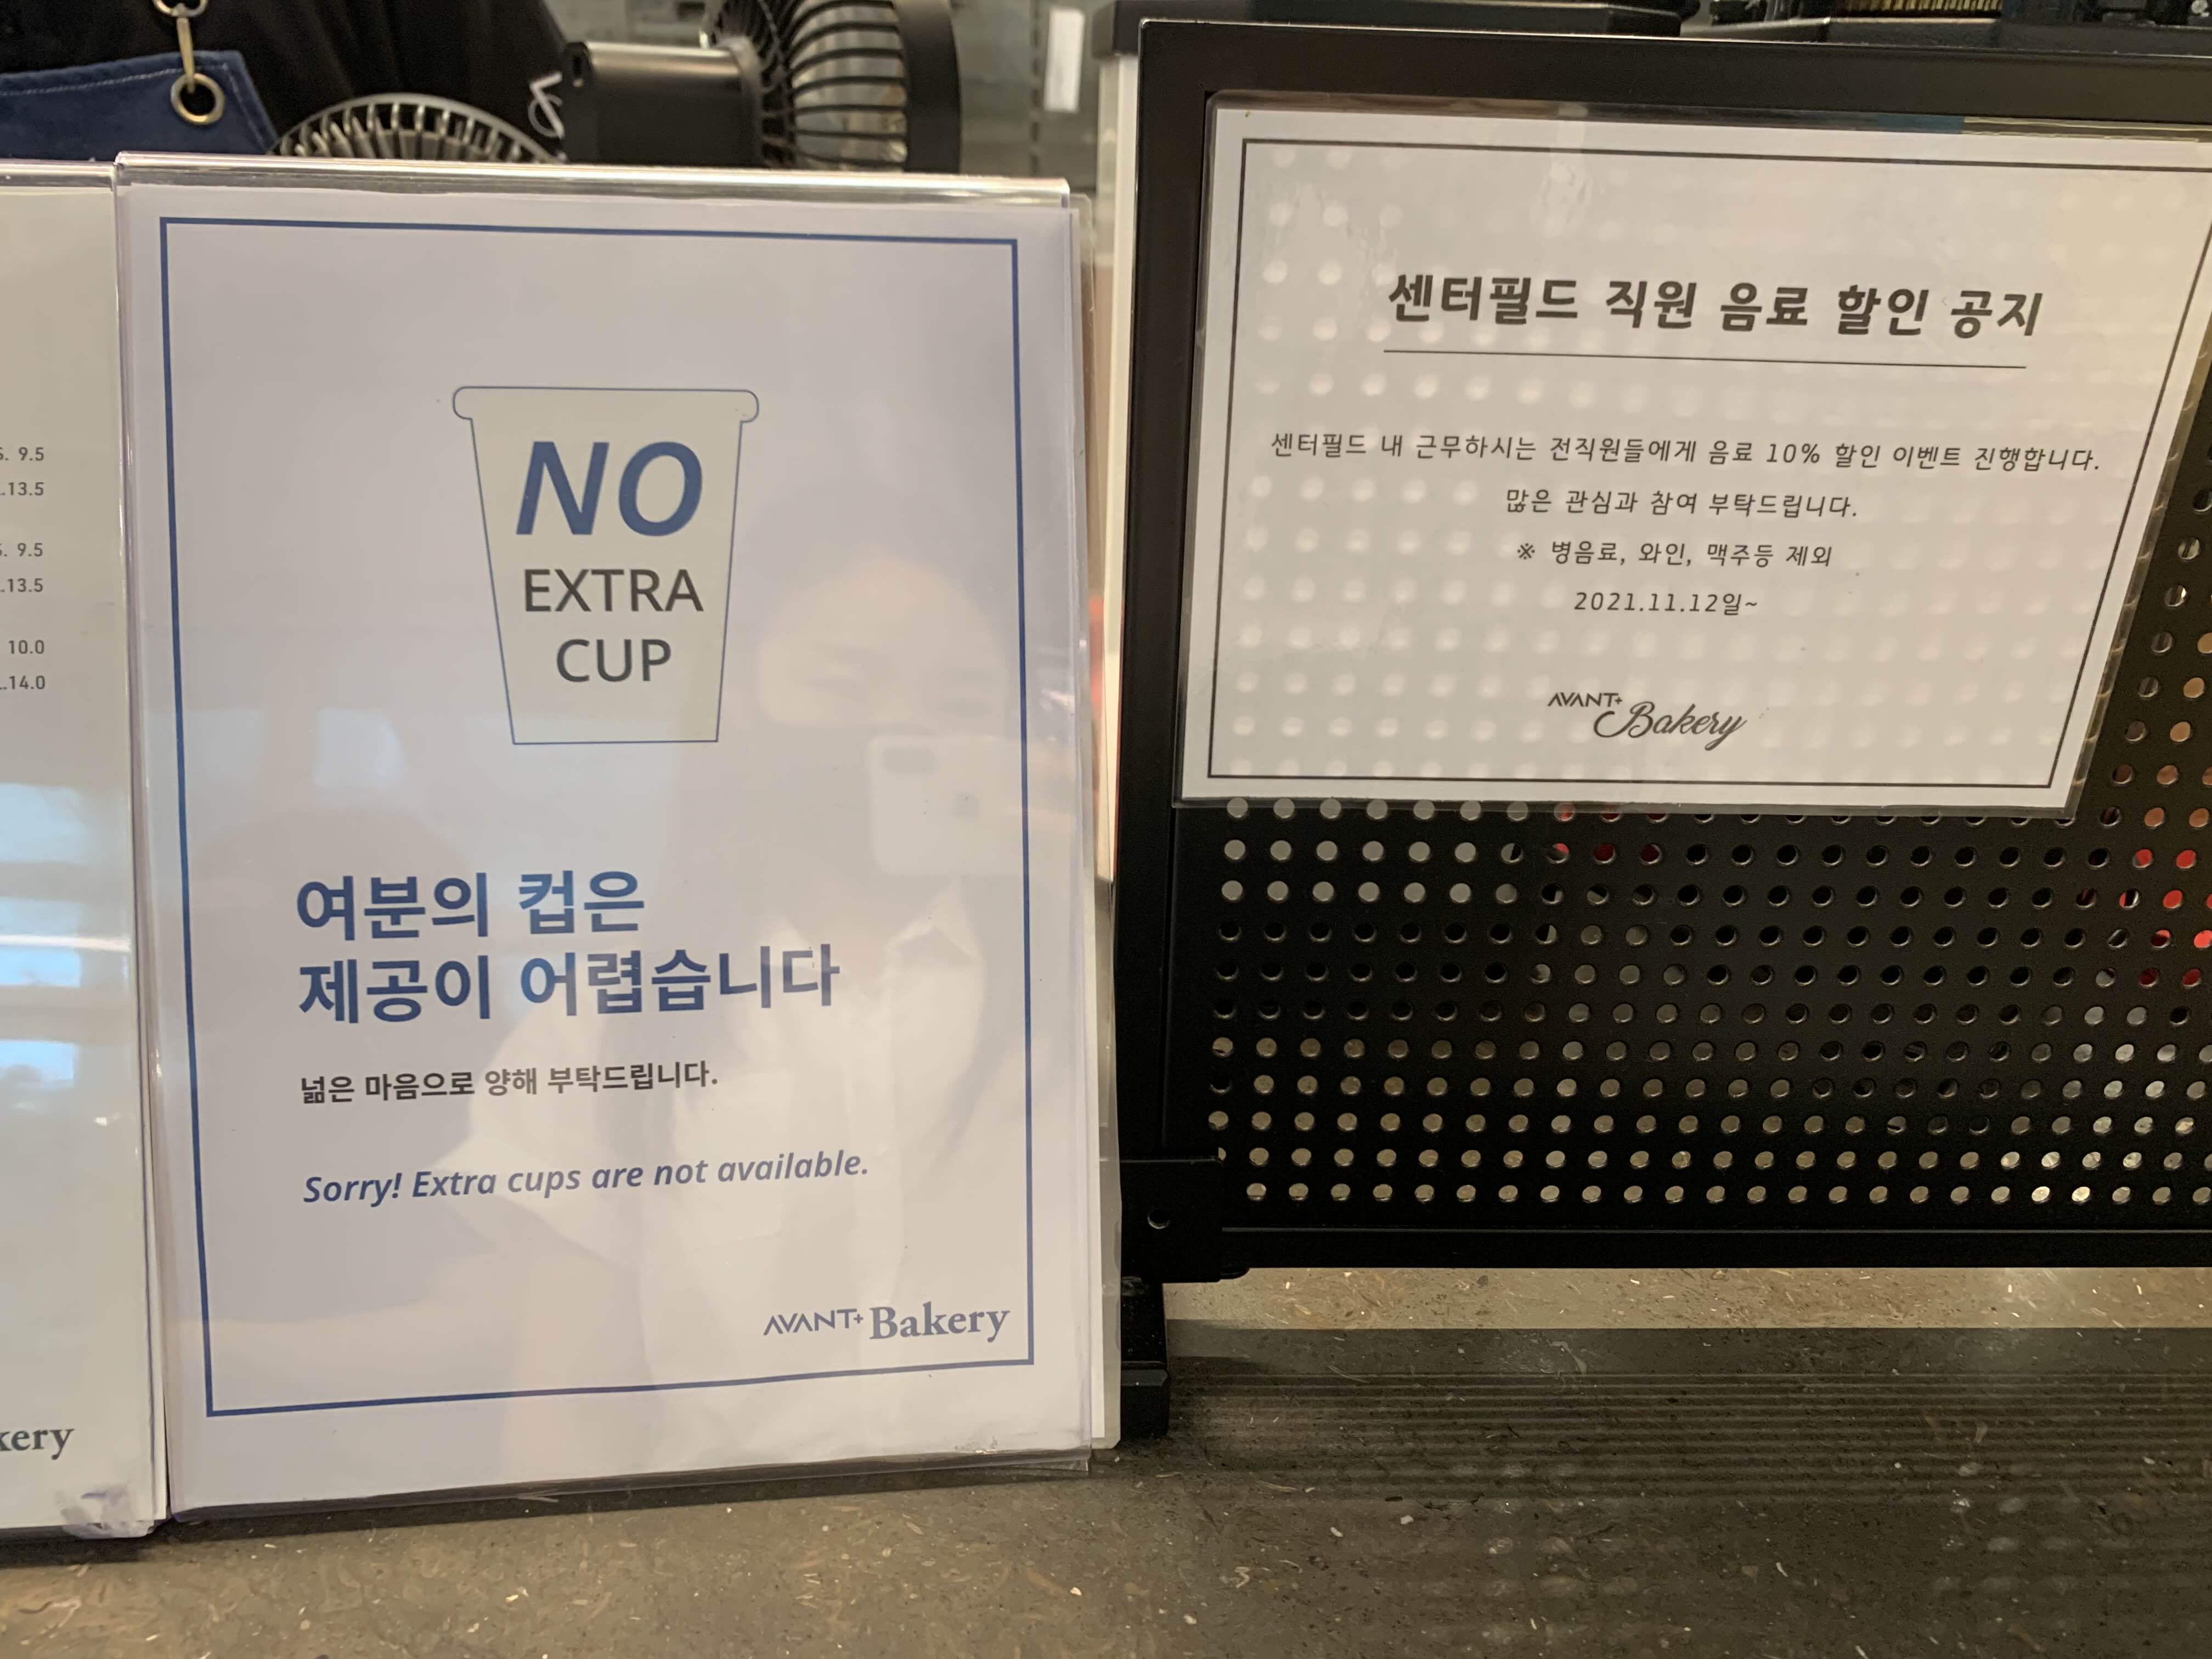 9.5
13.5
9.5
13.5
10.0
14.0
kery
NO
EXTRA
CUP
여분의 컵은
제공이 어렵습니다
넓은 마음으로 양해 부탁드립니다.
Sorry! Extra cups are not available.
AVANT+ Bakery
센터필드 직원 음료 할인 공지
센터필드 내 근무하시는 전직원들에게 음료 10% 할인 이벤트 진행합니다.
많은 관심과 참여 부탁드립니다.
※ 병음료, 와인, 맥주등 제외
2021.11.12일~
AVANT+
Bakery